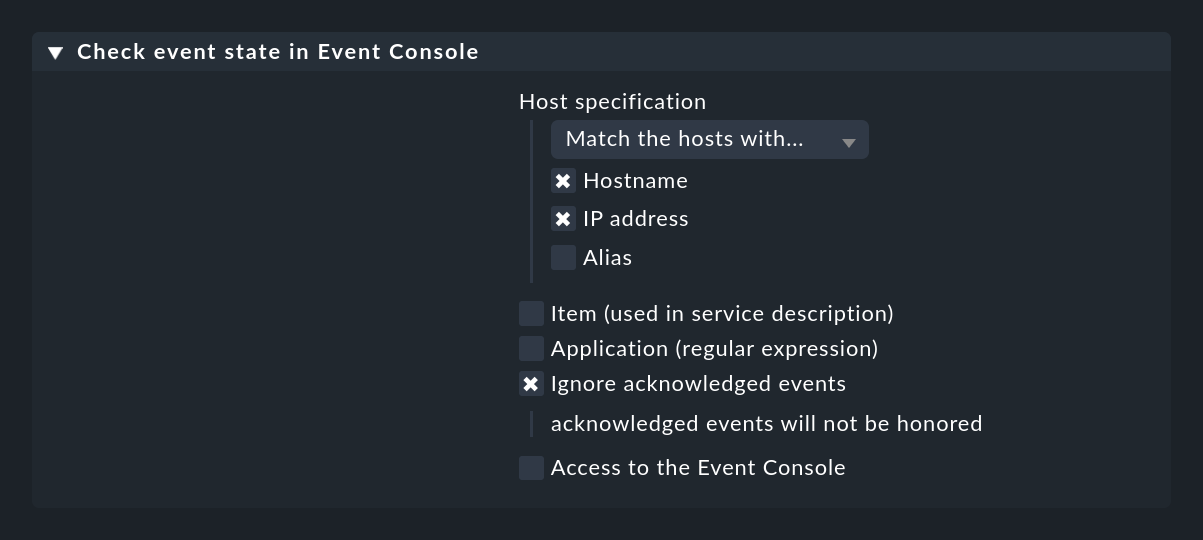 Check event state in Event Console
Host specification
Match the hosts with...
Hostname
IP address
Alias
Item (used in service description)
Application (regular expression)
Ignore acknowledged events
acknowledged events will not be honored
Access to the Event Console